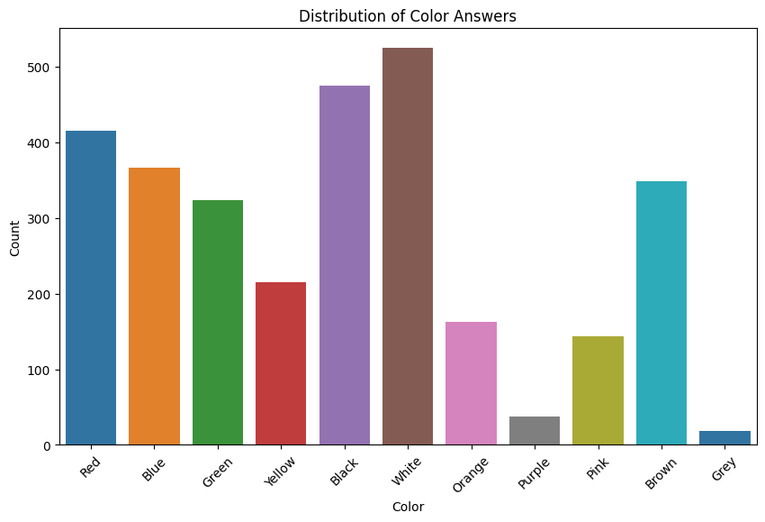 Distribution of Color Answers
500
400
300
200
100
0
Count
Red
Blue
Green
Yellow
Black
White
Orange
Purple
Pink
Brown
Grey
Color